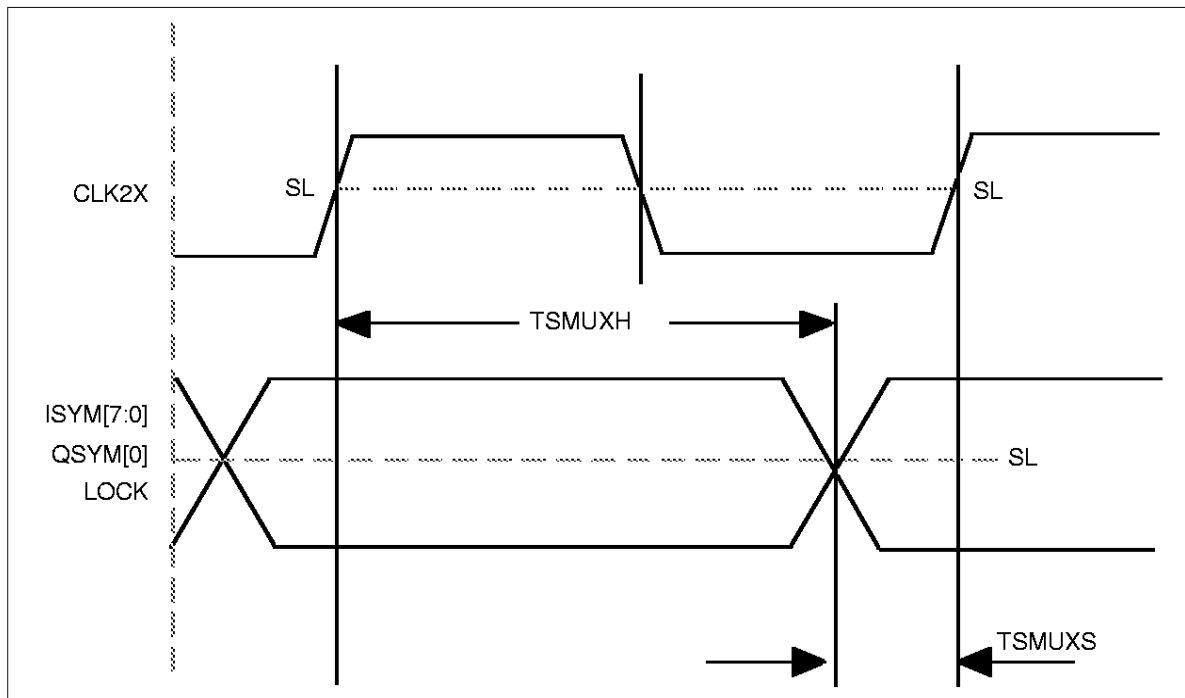 CLK2X
SL
SL
TSMUXH
ISYM[7:0]
QSYM[0]
LOCK
SL
TSMUXS